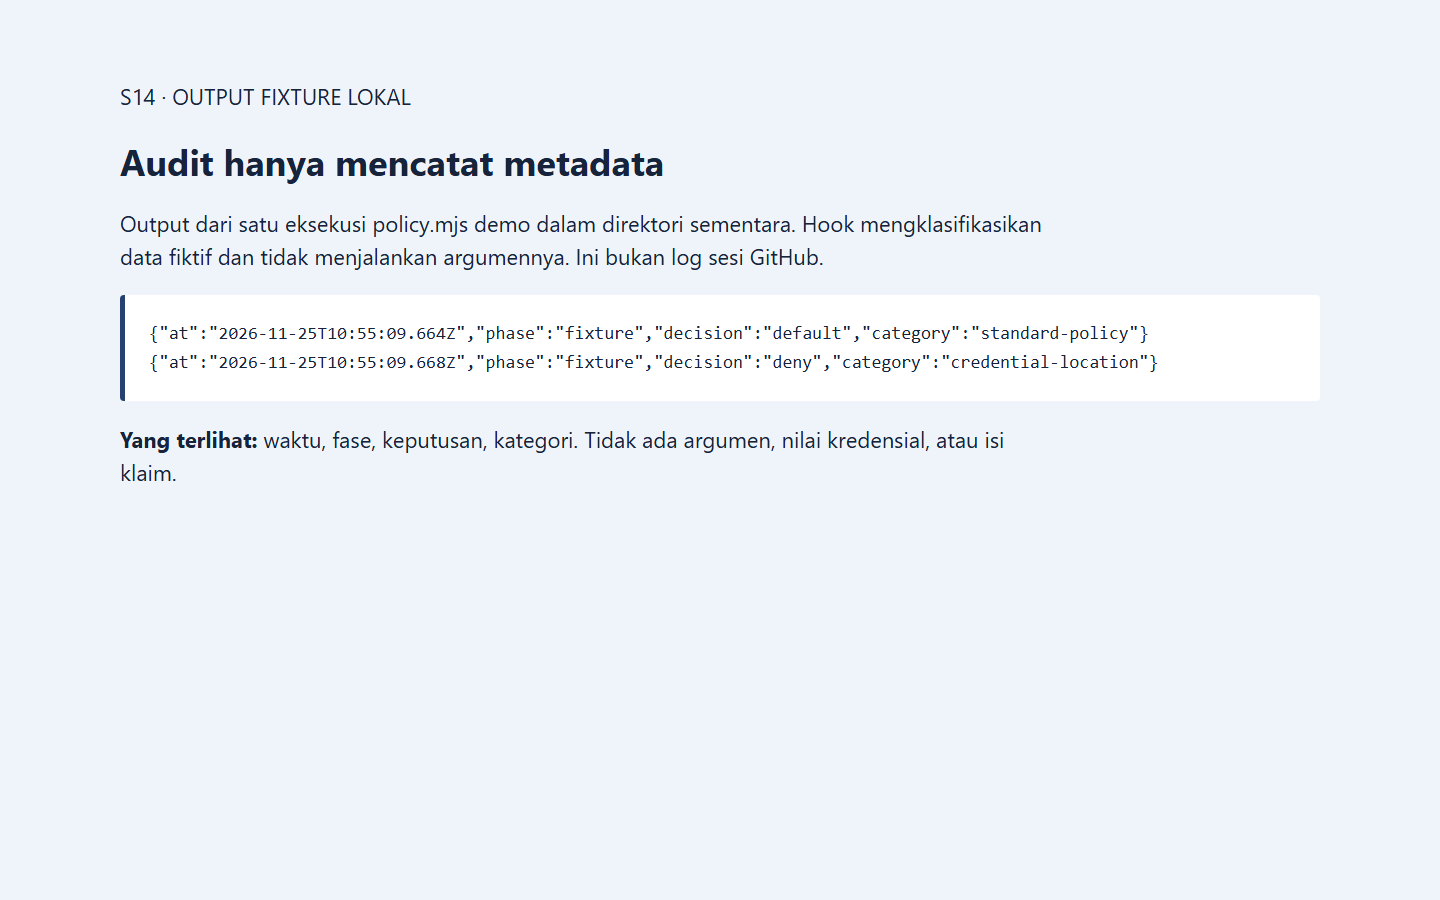 S14 · OUTPUT FIXTURE LOKAL
Audit hanya mencatat metadata
Output dari satu eksekusi policy.mjs demo dalam direktori sementara. Hook mengklasifikasikan
data fiktif dan tidak menjalankan argumennya. Ini bukan log sesi GitHub.
{"at":"2026-11-25T10:55:09.664Z","phase":"fixture","decision":"default","category":"standard-policy"}
{"at":"2026-11-25T10:55:09.668Z","phase":"fixture","decision":"deny","category":"credential-location"}
Yang terlihat: waktu, fase, keputusan, kategori. Tidak ada argumen, nilai kredensial, atau isi
klaim.